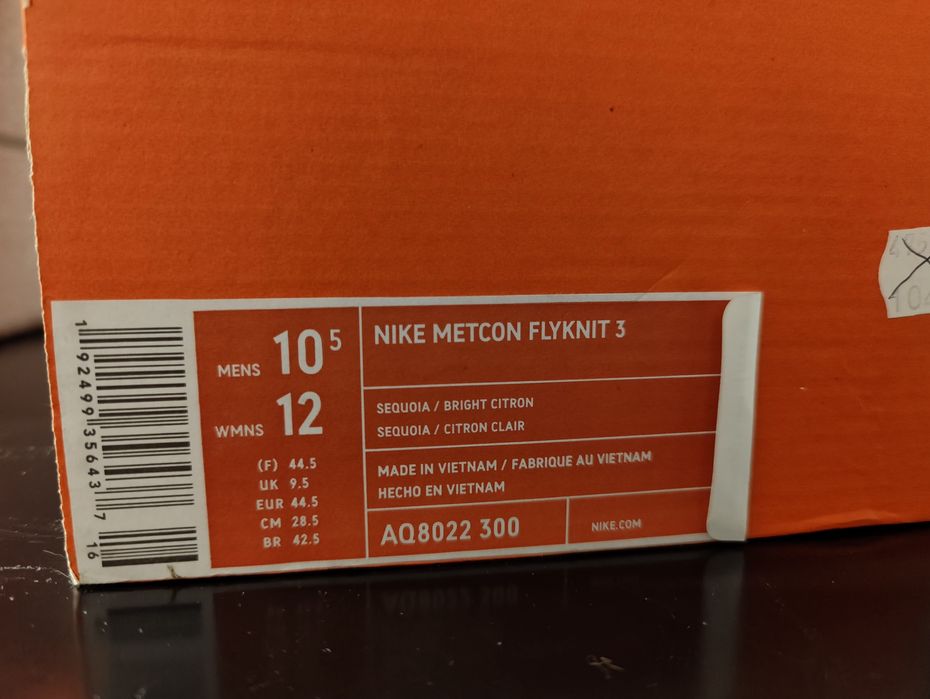 1 92499 35643 7
16
MENS 10 5
WMNS 12
(F) 44.5
UK 9.5
EUR 44.5
CM 28.5
BR 42.5
NIKE METCON FLYKNIT 3
SEQUOIA / BRIGHT CITRON
SEQUOIA / CITRON CLAIR
MADE IN VIETNAM / FABRIQUE AU VIETNAM
HECHO EN VIETNAM
AQ8022 300
NIKE.COM